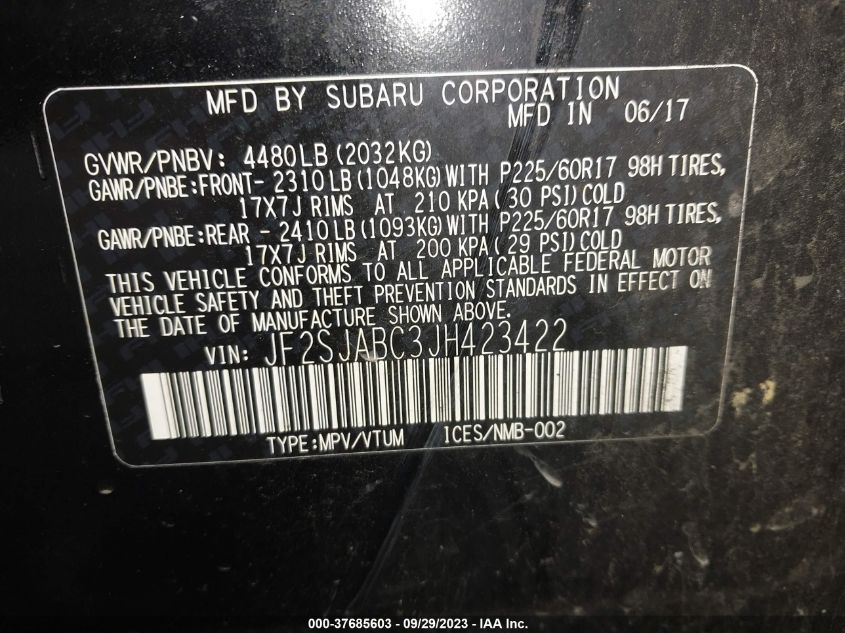 MFD BY SUBARU CORPORATION
MFD IN 06/17
GVWR/PNBV: 4480LB(2032KG)
GAWR/PNBE:FRONT- 2310LB(1048KG)WITH P225/60R17 98H TIRES,
17X7J RIMS AT 210 KPA(30 PSI)COLD
GAWR/PNBE:REAR - 2410LB(1093KG)WITH P225/60R17 98H TIRES,
17X7J RIMS AT 200 KPA(29 PSI)COLD
THIS VEHICLE CONFORMS TO ALL APPLICABLE FEDERAL MOTOR
VEHICLE SAFETY AND THEFT PREVENTION STANDARDS IN EFFECT ON
THE DATE OF MANUFACTURE SHOWN ABOVE.
VIN: JF2SJABC3JH423422
TYPE:MPV/VTUM ICES/NMB-002
000-37685603 - 09/29/2023 - IAA Inc.